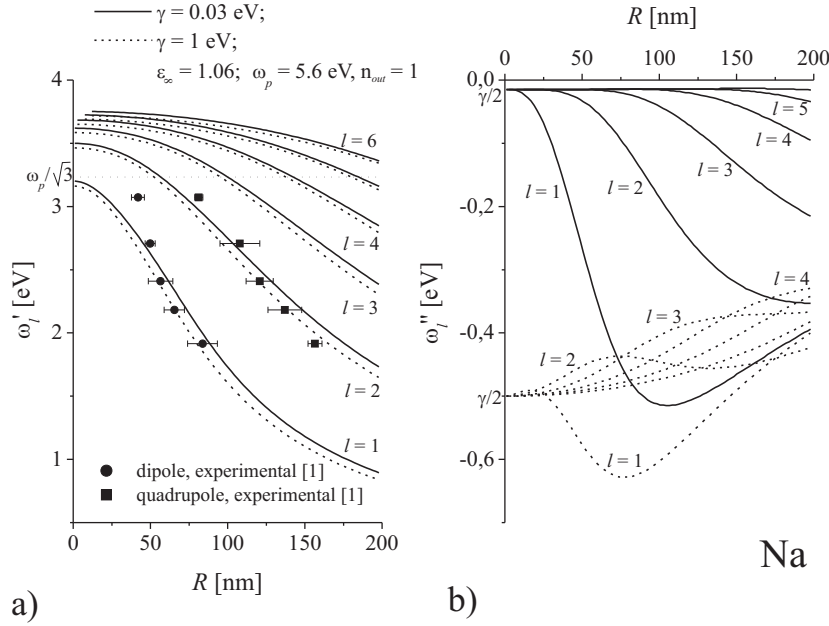 γ = 0.03 eV;
γ = 1 eV;
ε∞ = 1.06; ωp = 5.6 eV, nout = 1
4
3
2
1
ωp/√3
ωl' [eV]
l = 6
l = 4
l = 3
l = 2
l = 1
dipole, experimental [1]
quadrupole, experimental [1]
0 50 100 150 200
R [nm]
a)
R [nm]
0 50 100 150 200
0,0
γ/2
-0,2
-0,4
γ/2
-0,6
ωl'' [eV]
l = 5
l = 4
l = 3
l = 2
l = 1
l = 4
l = 3
l = 2
l = 1
Na
b)